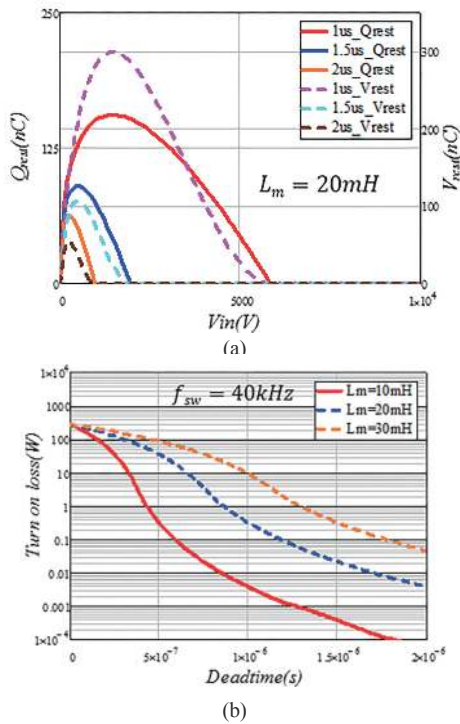 250
300
200
100
0
125
0
Qrest(nC)
Vrest(nC)
1us_Qrest
1.5us_Qrest
2us_Qrest
1us_Vrest
1.5us_Vrest
2us_Vrest
Lm = 20mH
0
5000
1×10⁴
Vin(V)
(a)
1×10⁴
1000
100
10
1
0.1
0.01
0.001
1×10⁻⁴
Turn on loss(W)
fsw = 40kHz
Lm=10mH
Lm=20mH
Lm=30mH
0
5×10⁻⁷
1×10⁻⁶
1.5×10⁻⁶
2×10⁻⁶
Deadtime(s)
(b)